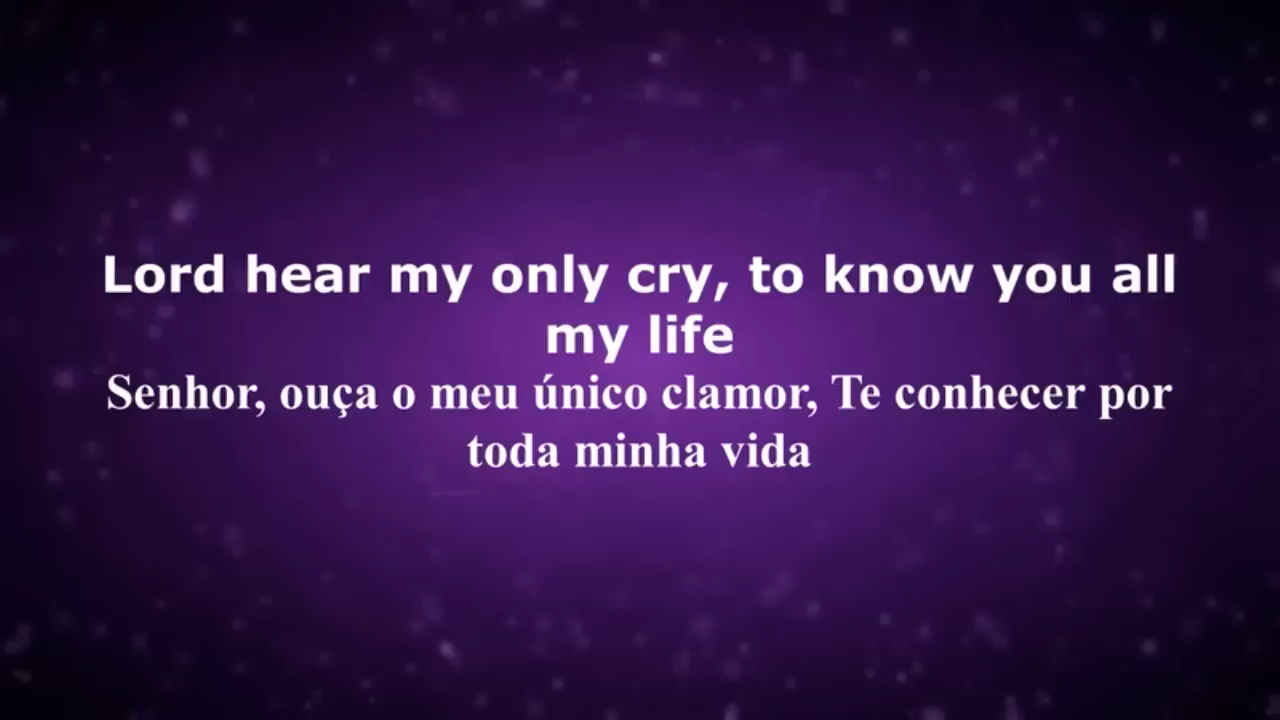 Lord hear my only cry, to know you all
my life
Senhor, ouça o meu único clamor, Te conhecer por
toda minha vida